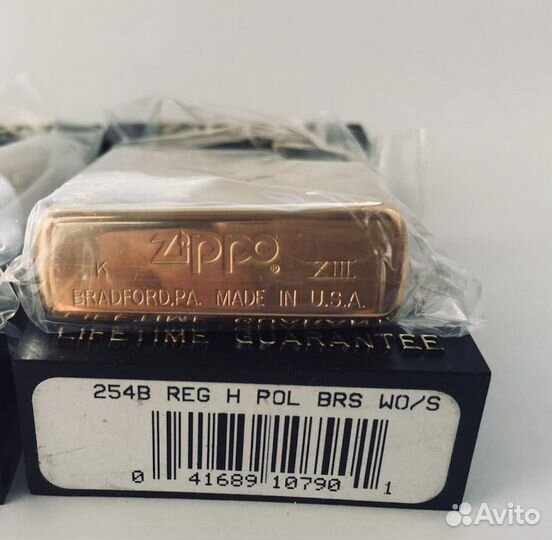 Zippo®
K XIII
BRADFORD,PA. MADE IN U.S.A.
LIFETIME GUARANTEE
254B REG H POL BRS WO/S
0 41689 10790 1
Avito